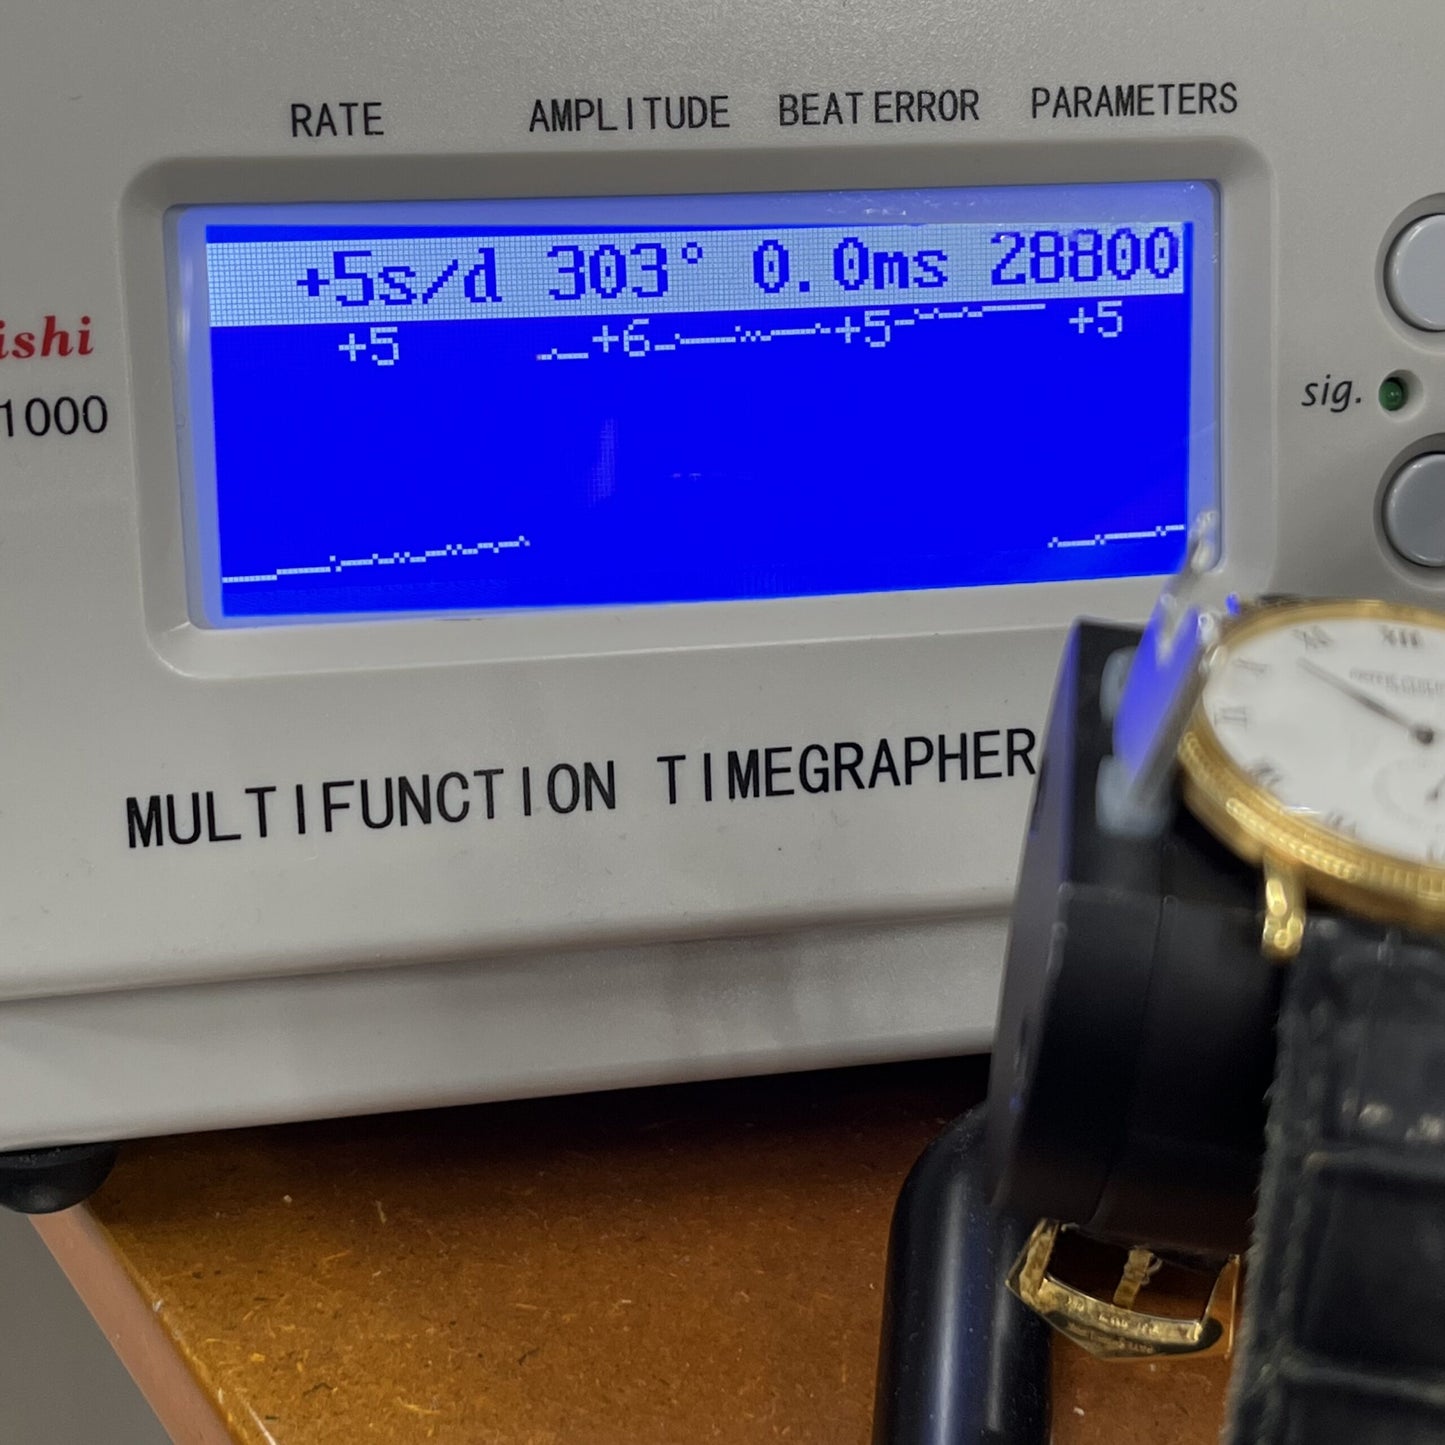 RATE AMPLITUDE BEAT ERROR PARAMETERS
+5s/d 303° 0.0ms 28800
+5 +6 +5 +5
ishi
1000
sig.
MULTIFUNCTION TIMEGRAPHER
XII